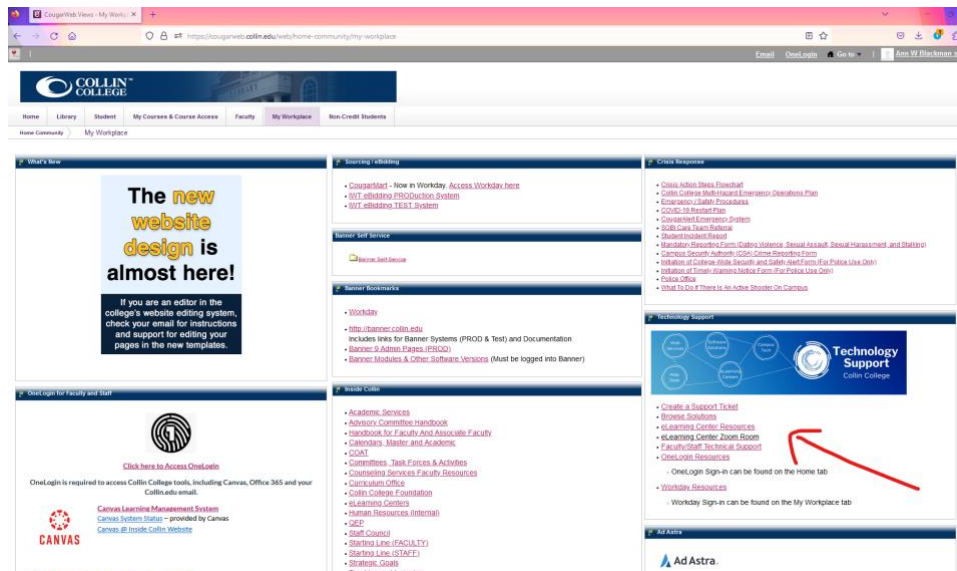 CougarWeb Views - My Works
https://cougarweb.collin.edu/web/home-community/my-workplace
Email OneLogin Go to Ann W Blackman
COLLIN
COLLEGE
Home Library Student My Courses & Course Access Faculty My Workplace Non-Credit Students
Home Community My Workplace
What's New
The new
website
design is
almost here!
If you are an editor in the
college's website editing system,
check your email for instructions
and support for editing your
pages in the new templates.
OneLogin for Faculty and Staff
Click here to Access OneLogin
OneLogin is required to access Collin College tools, including Canvas, Office 365 and your
Collin.edu email.
CANVAS
Canvas Learning Management System
Canvas System Status – provided by Canvas
Canvas @ Inside Collin Website
Sourcing / eBidding
CougarMart - Now in Workday. Access Workday here
IWT eBidding PRODuction System
IWT eBidding TEST System
Banner Self Service
Banner Self Service
Banner Bookmarks
Workday
http://banner.collin.edu
Includes links for Banner Systems (PROD & Test) and Documentation
Banner 9 Admin Pages (PROD)
Banner Modules & Other Software Versions (Must be logged into Banner)
Inside Collin
Academic Services
Advisory Committee Handbook
Handbook for Faculty And Associate Faculty
Calendars, Master and Academic
COAT
Committees, Task Forces & Activities
Counseling Services Faculty Resources
Curriculum Office
Collin College Foundation
eLearning Centers
Human Resources (Internal)
QEP
Staff Council
Starting Line (FACULTY)
Starting Line (STAFF)
Strategic Goals
Crisis Response
Crisis Action Steps Flowchart
Collin College Multi-Hazard Emergency Operations Plan
Emergency / Safety Procedures
COVID-19 Restart Plan
CougarAlert Emergency System
SOBI Care Team Referral
Student Incident Report
Mandatory Reporting Form (Dating Violence, Sexual Assault, Sexual Harassment, and Stalking)
Campus Security Authority (CSA) Crime Reporting Form
Initiation of College-Wide Security and Safety Alert Form (For Police Use Only)
Initiation of Timely Warning Notice Form (For Police Use Only)
Police Office
What To Do If There Is An Active Shooter On Campus
Technology Support
Technology
Support
Collin College
Create a Support Ticket
Browse Solutions
eLearning Center Resources
eLearning Center Zoom Room
Faculty/Staff Technical Support
OneLogin Resources
- OneLogin Sign-in can be found on the Home tab
Workday Resources
- Workday Sign-in can be found on the My Workplace tab
Ad Astra
Ad Astra